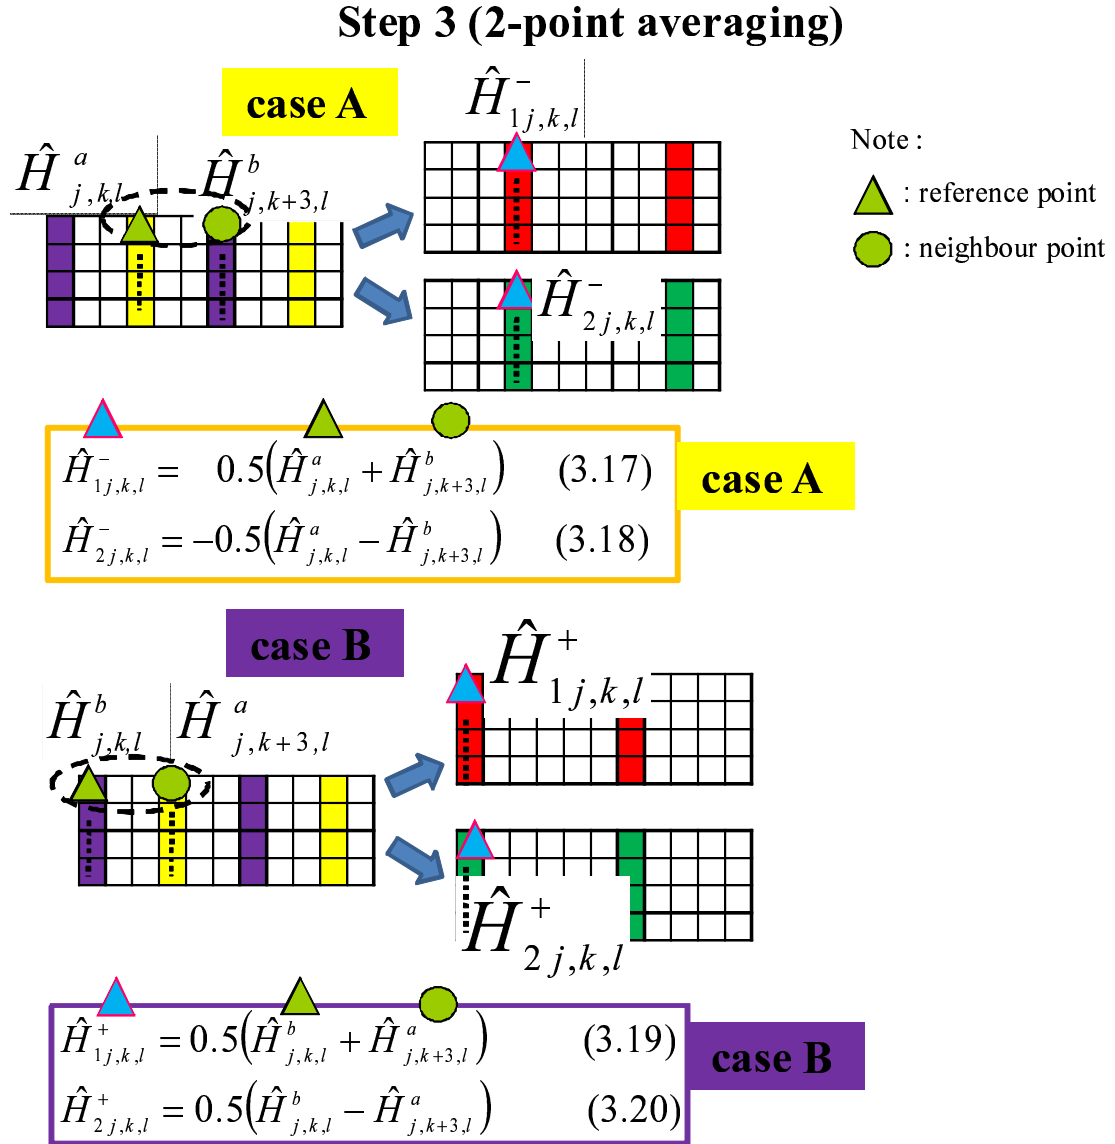 Step 3 (2-point averaging)
case A
Ĥ^a_{j,k,l}
Ĥ^b_{j,k+3,l}
Ĥ^-_{1j,k,l}
Ĥ^-_{2j,k,l}
Note :
: reference point
: neighbour point
Ĥ^-_{1j,k,l} = 0.5(Ĥ^a_{j,k,l} + Ĥ^b_{j,k+3,l}) (3.17)
Ĥ^-_{2j,k,l} = -0.5(Ĥ^a_{j,k,l} - Ĥ^b_{j,k+3,l}) (3.18)
case A
case B
Ĥ^b_{j,k,l}
Ĥ^a_{j,k+3,l}
Ĥ^+_{1j,k,l}
Ĥ^+_{2j,k,l}
Ĥ^+_{1j,k,l} = 0.5(Ĥ^b_{j,k,l} + Ĥ^a_{j,k+3,l}) (3.19)
Ĥ^+_{2j,k,l} = 0.5(Ĥ^b_{j,k,l} - Ĥ^a_{j,k+3,l}) (3.20)
case B